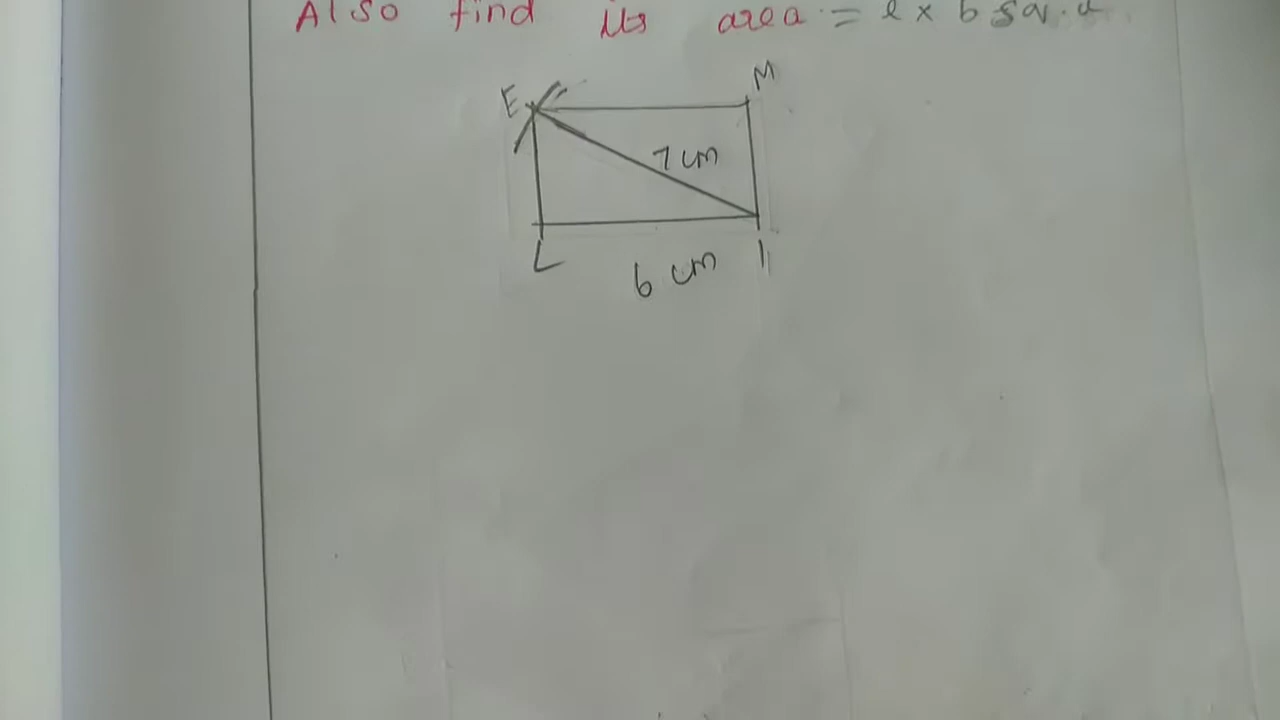 Also find its area = l x b sq. u
E M
7 cm
L 6 cm I